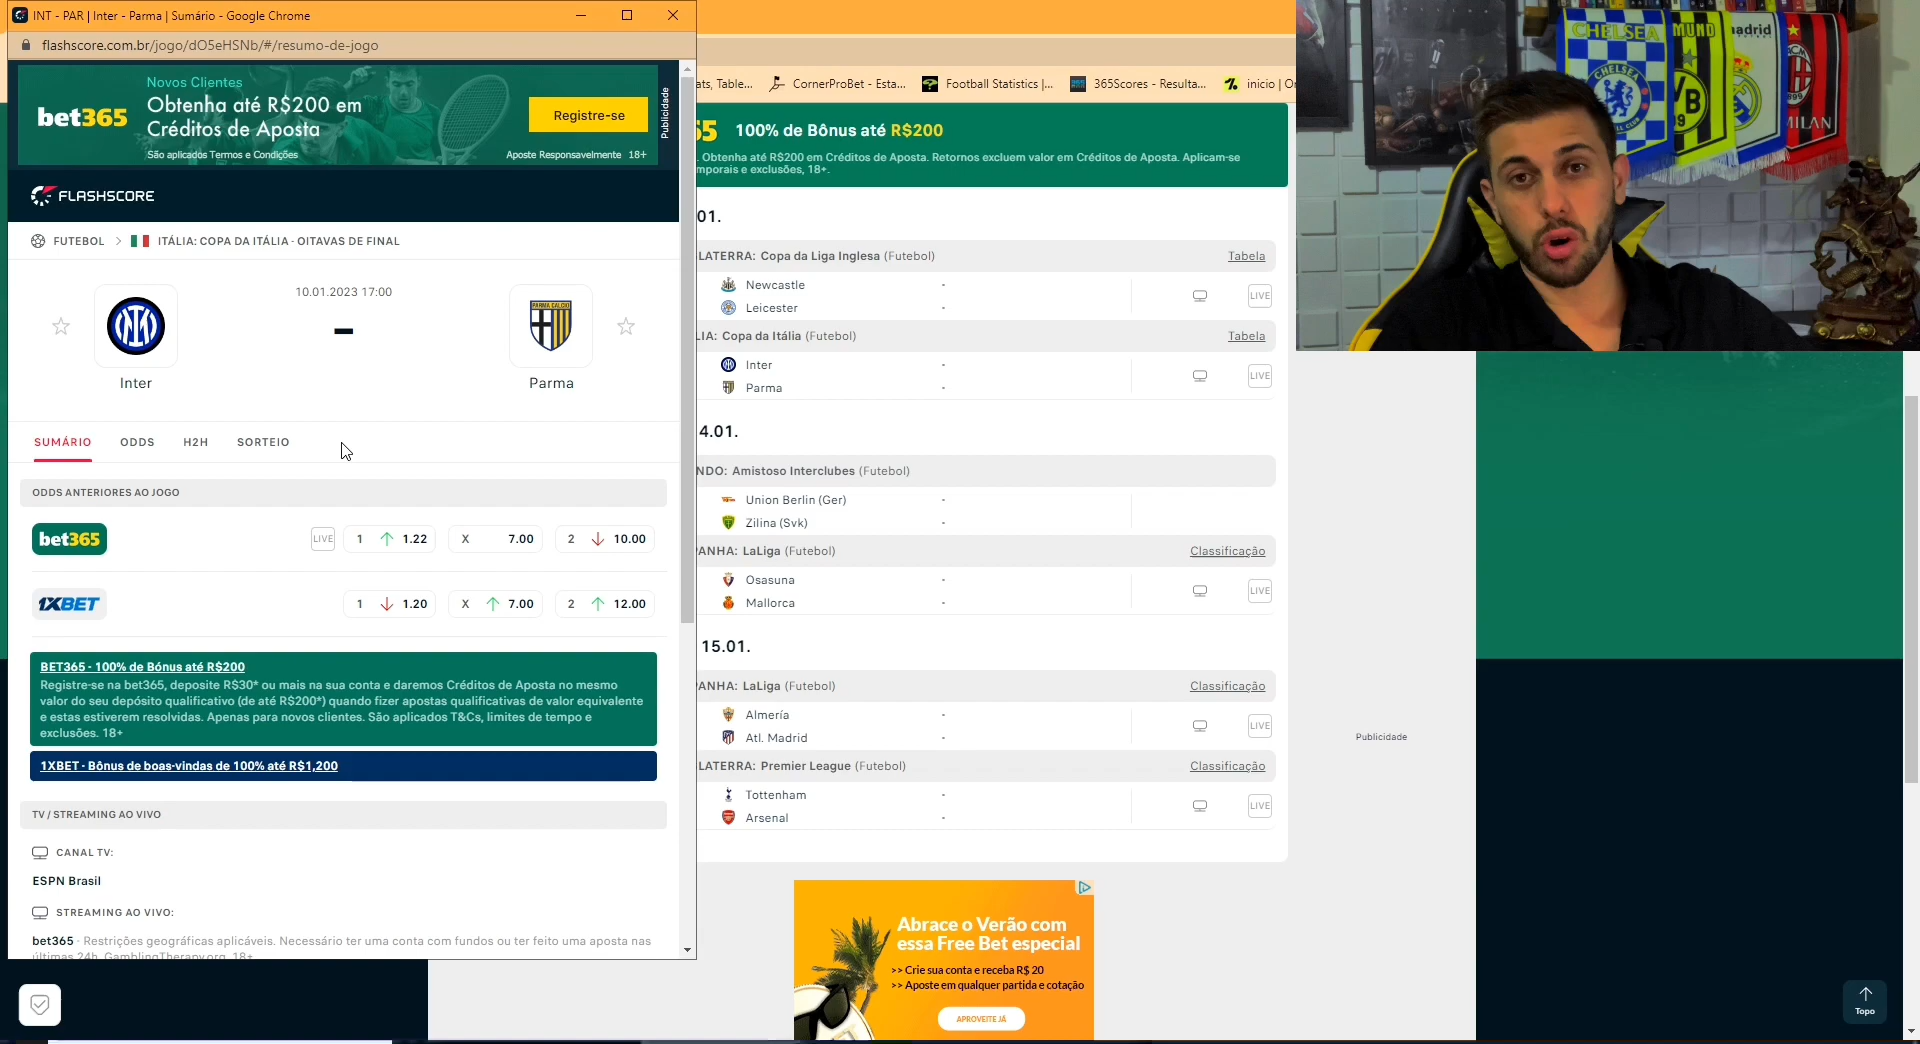 INT - PAR | Inter - Parma | Sumário - Google Chrome
flashscore.com.br/jogo/dO5eHSNb/#/resumo-de-jogo
Novos Clientes
bet365
Obtenha até R$200 em
Créditos de Aposta
São aplicados Termos e Condições
Registre-se
Aposte Responsavelmente 18+
Publicidade
FLASHSCORE
FUTEBOL > ITÁLIA: COPA DA ITÁLIA - OITAVAS DE FINAL
10.01.2023 17:00
-
Inter
Parma
SUMÁRIO ODDS H2H SORTEIO
ODDS ANTERIORES AO JOGO
bet365 LIVE 1 1.22 X 7.00 2 10.00
1XBET 1 1.20 X 7.00 2 12.00
BET365 - 100% de Bónus até R$200
Registre-se na bet365, deposite R$30* ou mais na sua conta e daremos Créditos de Aposta no mesmo
valor do seu depósito qualificativo (de até R$200*) quando fizer apostas qualificativas de valor equivalente
e estas estiverem resolvidas. Apenas para novos clientes. São aplicados T&Cs, limites de tempo e
exclusões. 18+
1XBET - Bônus de boas-vindas de 100% até R$1,200
TV / STREAMING AO VIVO
CANAL TV:
ESPN Brasil
STREAMING AO VIVO:
bet365 · Restrições geográficas aplicáveis. Necessário ter uma conta com fundos ou ter feito uma aposta nas
últimas 24h. GamblingTherapy.org. 18+
ats, Table... CornerProBet - Esta... Football Statistics |... 365Scores - Resulta... inicio | O
65 100% de Bônus até R$200
. Obtenha até R$200 em Créditos de Aposta. Retornos excluem valor em Créditos de Aposta. Aplicam-se
mporais e exclusões, 18+.
01.
LATERRA: Copa da Liga Inglesa (Futebol) Tabela
Newcastle -
Leicester -
LIVE
LIA: Copa da Itália (Futebol) Tabela
Inter -
Parma -
LIVE
4.01.
NDO: Amistoso Interclubes (Futebol)
Union Berlin (Ger) -
Zilina (Svk) -
ANHA: LaLiga (Futebol) Classificação
Osasuna -
Mallorca -
LIVE
15.01.
ANHA: LaLiga (Futebol) Classificação
Almería -
Atl. Madrid -
LIVE
LATERRA: Premier League (Futebol) Classificação
Tottenham -
Arsenal -
LIVE
Publicidade
Abrace o Verão com
essa Free Bet especial
>> Crie sua conta e receba R$ 20
>> Aposte em qualquer partida e cotação
APROVEITE JÁ
Topo
CHELSEA
MUND
adrid
CHELSEA
MILAN